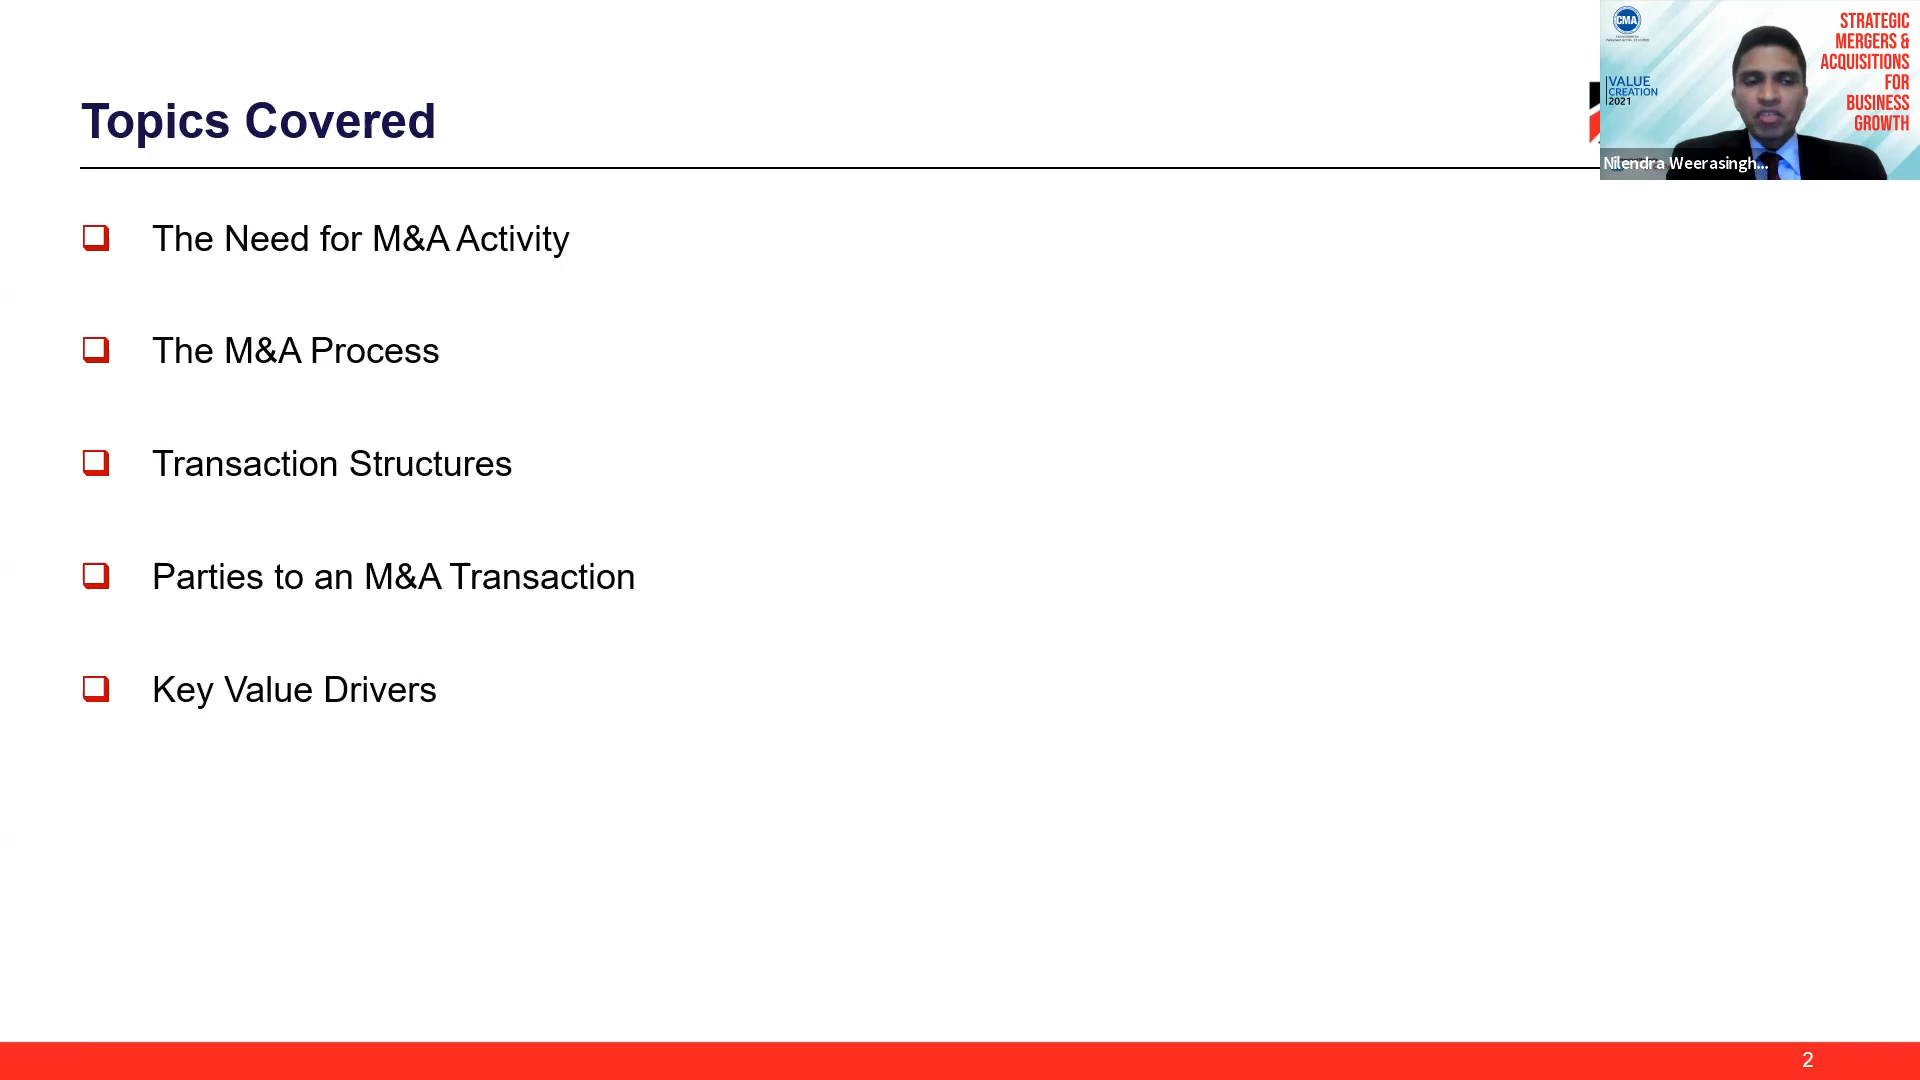 Topics Covered
The Need for M&A Activity
The M&A Process
Transaction Structures
Parties to an M&A Transaction
Key Value Drivers
CMA
VALUE
CREATION
2021
STRATEGIC
MERGERS &
ACQUISITIONS
FOR
BUSINESS
GROWTH
Nilendra Weerasingh...
2